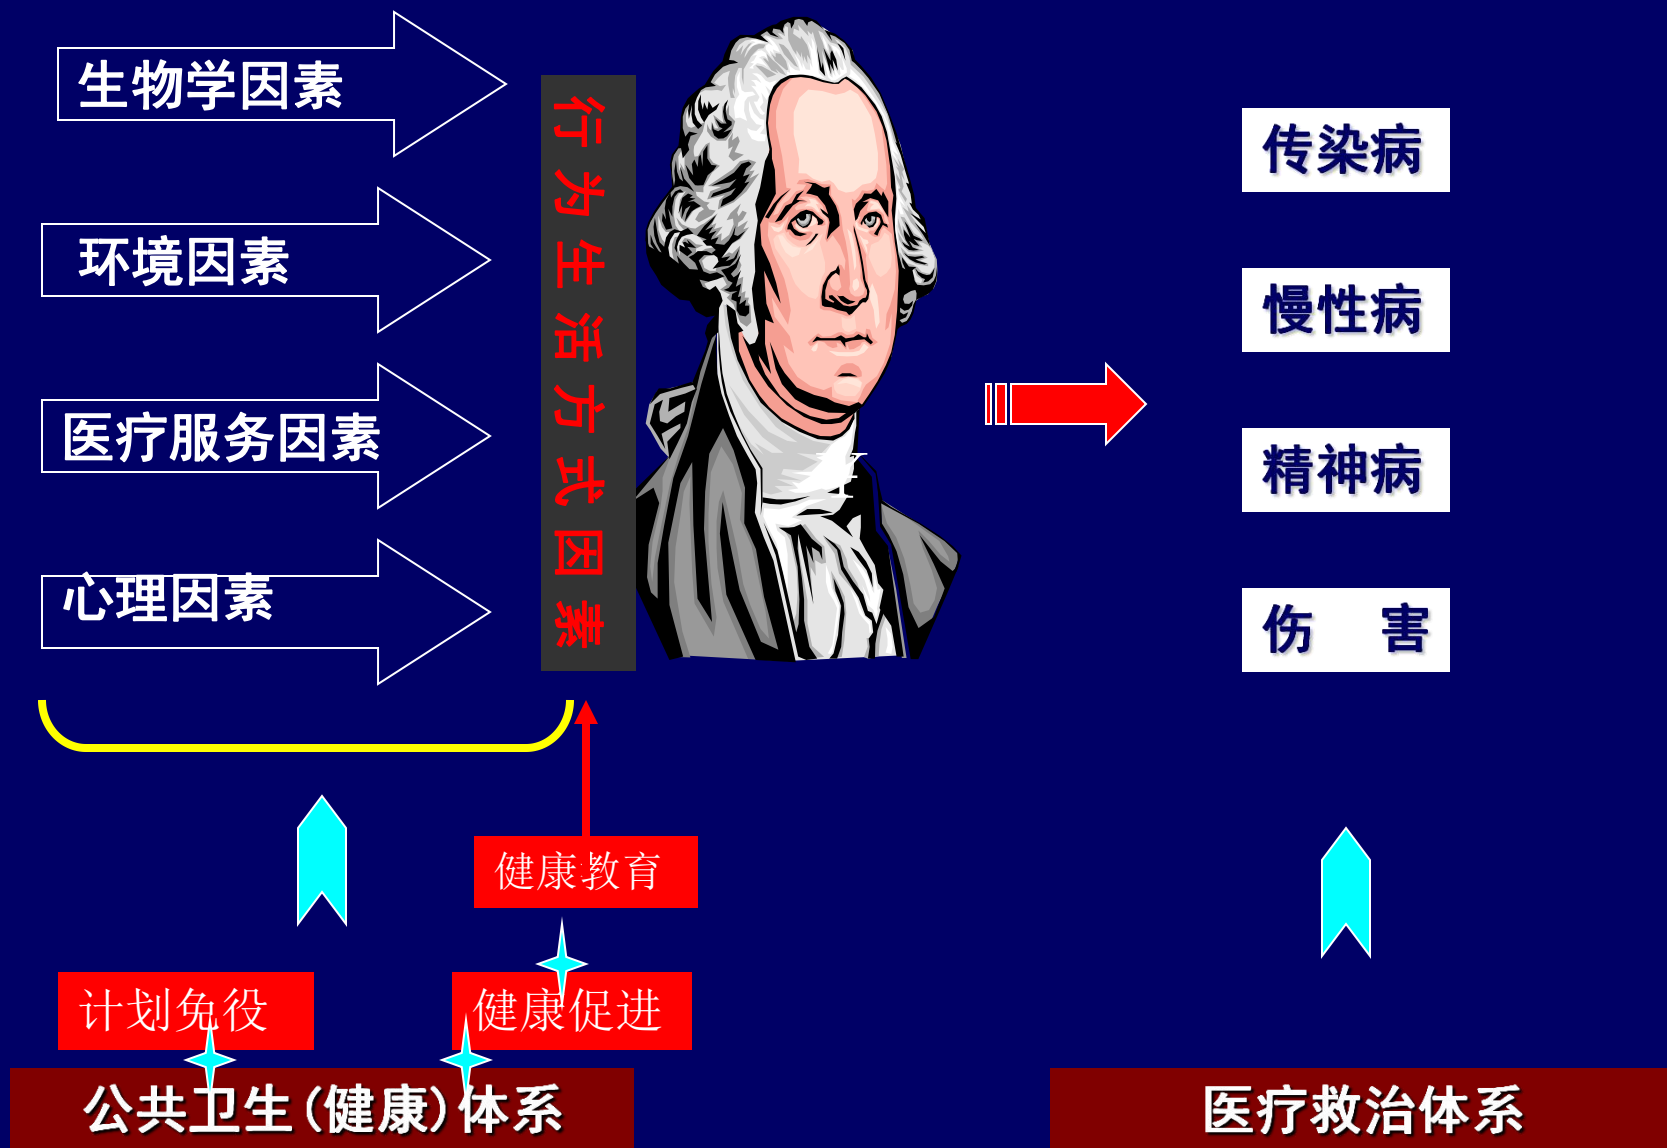 生物学因素
环境因素
医疗服务因素
心理因素
行为生活方式因素
Y
传染病
慢性病
精神病
伤 害
健康教育
计划免役
健康促进
公共卫生(健康)体系
医疗救治体系